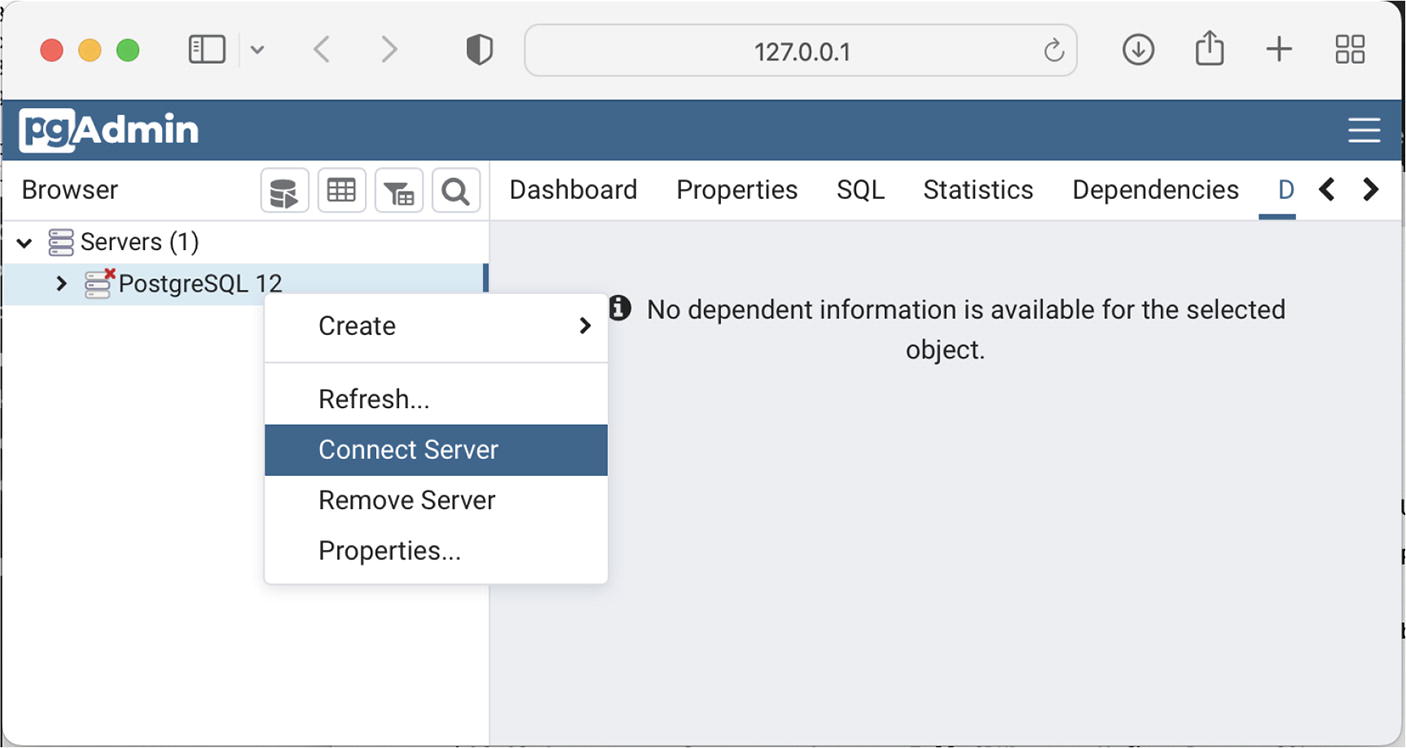 127.0.0.1
pgAdmin
Browser
Dashboard Properties SQL Statistics Dependencies D
Servers (1)
PostgreSQL 12
Create
Refresh...
Connect Server
Remove Server
Properties...
No dependent information is available for the selected
object.